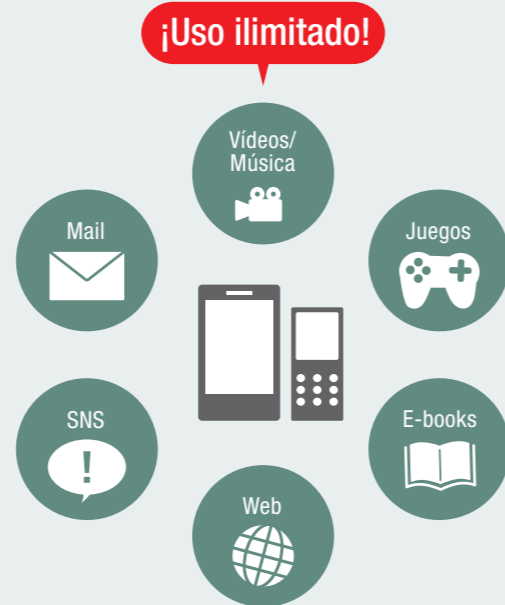 ¡Uso ilimitado!
Vídeos/
Música
Mail
Juegos
SNS
!
E-books
Web